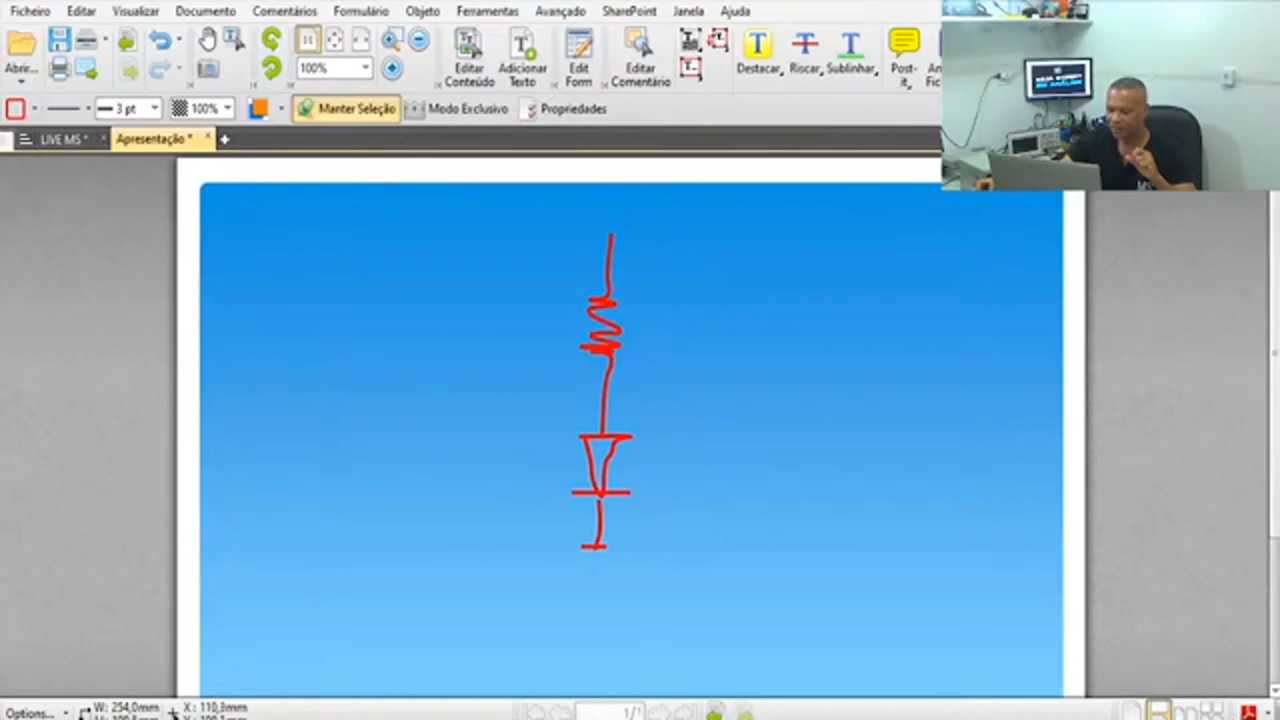 Ficheiro Editar Visualizar Documento Comentários Formulário Objeto Ferramentas Avançado SharePoint Janela Ajuda
Abrir...
100%
Editar Conteúdo
Adicionar Texto
Edit Form
Editar Comentário
Destacar
Riscar
Sublinhar
Post-it
3 pt
100%
Manter Seleção
Modo Exclusivo
Propriedades
LIVE MS *
Apresentação *
Options...
W: 254,0mm
X: 110,3mm
1/1